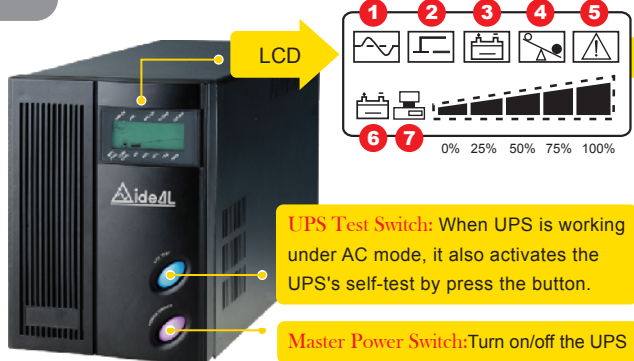 LCD
1 2 3 4 5
6 7
0% 25% 50% 75% 100%
ideAL
UPS Test Switch: When UPS is working
under AC mode, it also activates the
UPS's self-test by press the button.
Master Power Switch:Turn on/off the UPS